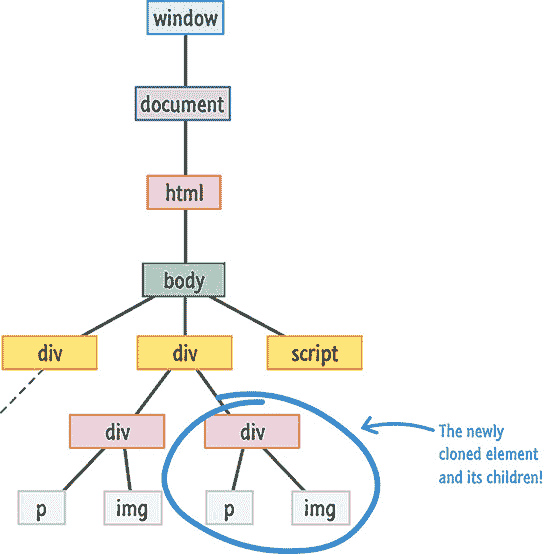 window
document
html
body
div
div
script
div
div
The newly
cloned element
and its children!
p
img
p
img